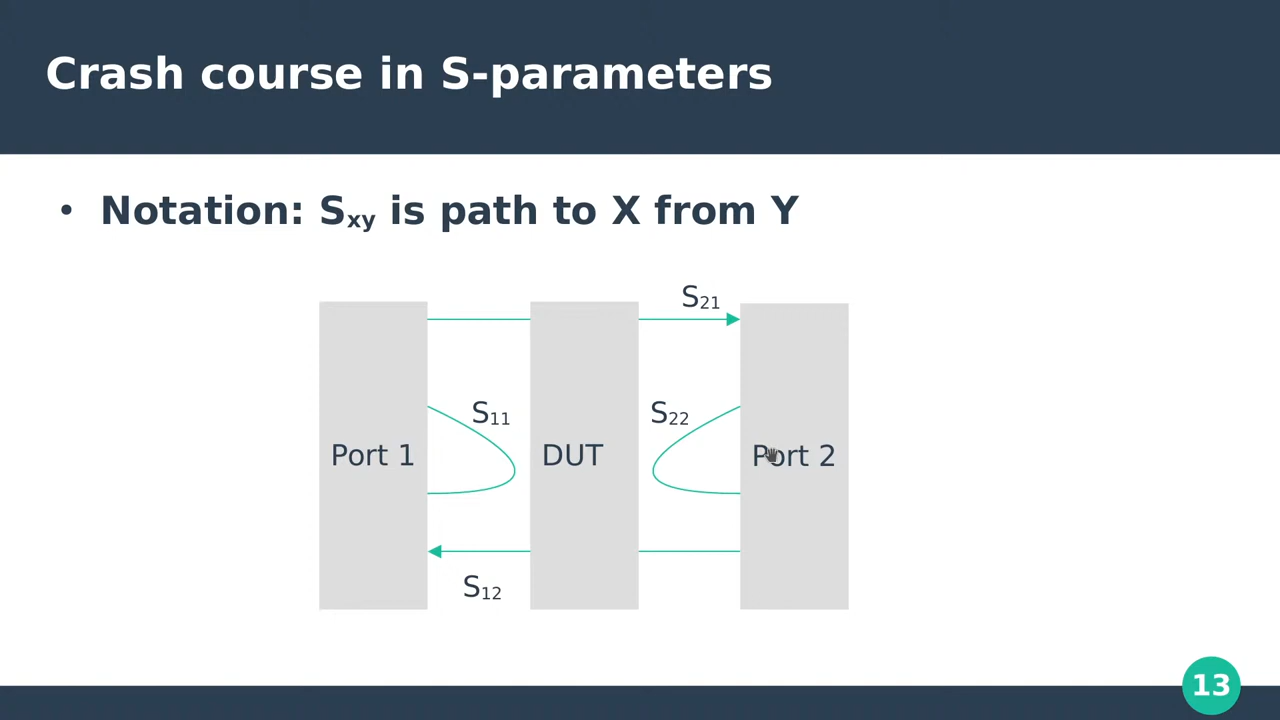 Crash course in S-parameters
• Notation: Sxy is path to X from Y
S21
S11
S22
Port 1
DUT
Port 2
S12
13